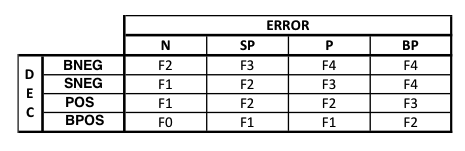 ERROR
N SP P BP
D E C
BNEG F2 F3 F4 F4
SNEG F1 F2 F3 F4
POS F1 F2 F2 F3
BPOS F0 F1 F1 F2